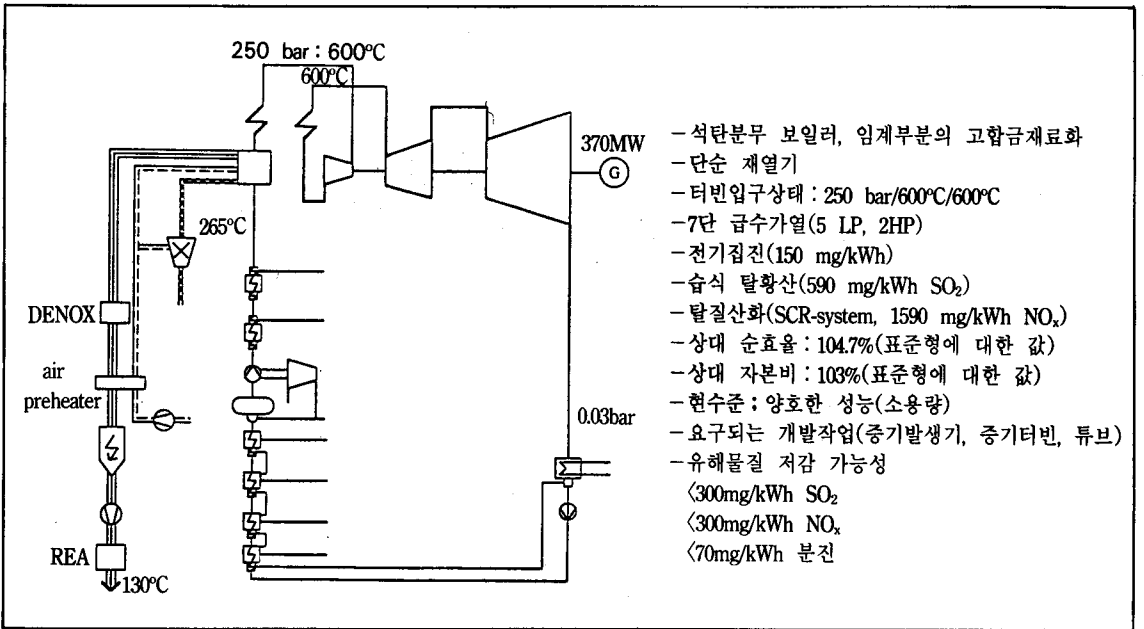 250 bar : 600°C
600°C
370MW
G
265°C
DENOX
air
preheater
REA
130°C
0.03bar
-석탄분무 보일러, 임계부분의 고합금재료화
-단순 재열기
-터빈입구상태 : 250 bar/600°C/600°C
-7단 급수가열(5 LP, 2HP)
-전기집진(150 mg/kWh)
-습식 탈황산(590 mg/kWh SO₂)
-탈질산화(SCR-system, 1590 mg/kWh NOₓ)
-상대 순효율 : 104.7%(표준형에 대한 값)
-상대 자본비 : 103%(표준형에 대한 값)
-현수준 ; 양호한 성능(소용량)
-요구되는 개발작업(증기발생기, 증기터빈, 튜브)
-유해물질 저감 가능성
<300mg/kWh SO₂
<300mg/kWh NOₓ
<70mg/kWh 분진